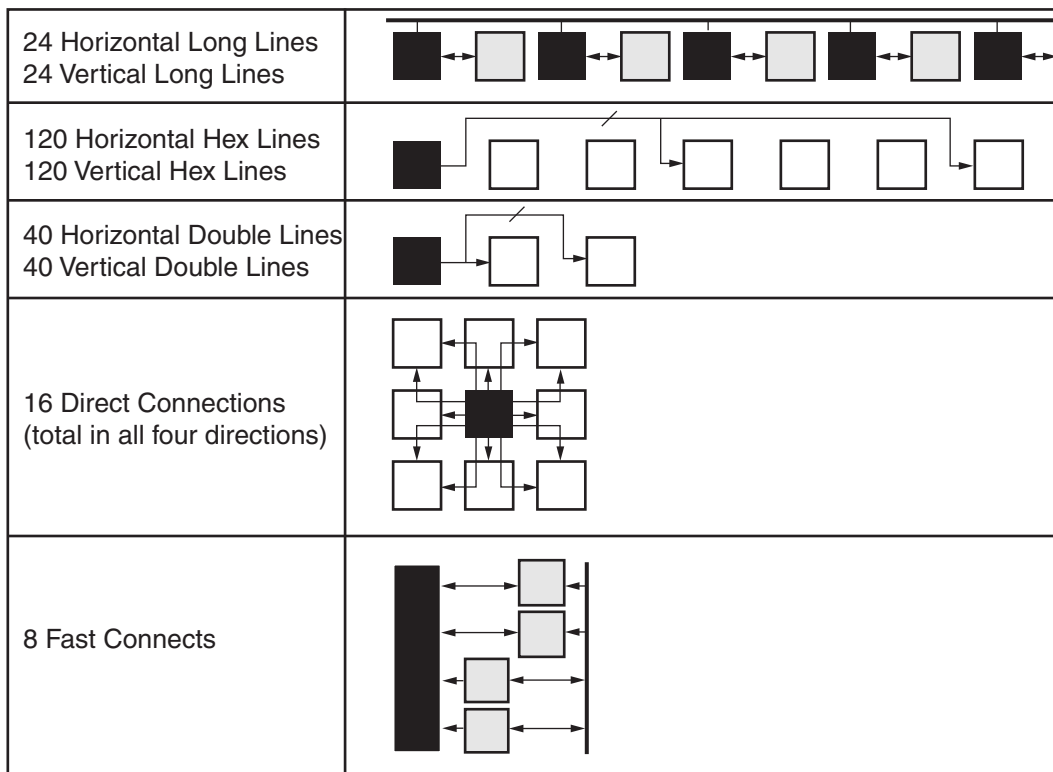 24 Horizontal Long Lines
24 Vertical Long Lines
120 Horizontal Hex Lines
120 Vertical Hex Lines
40 Horizontal Double Lines
40 Vertical Double Lines
16 Direct Connections
(total in all four directions)
8 Fast Connects